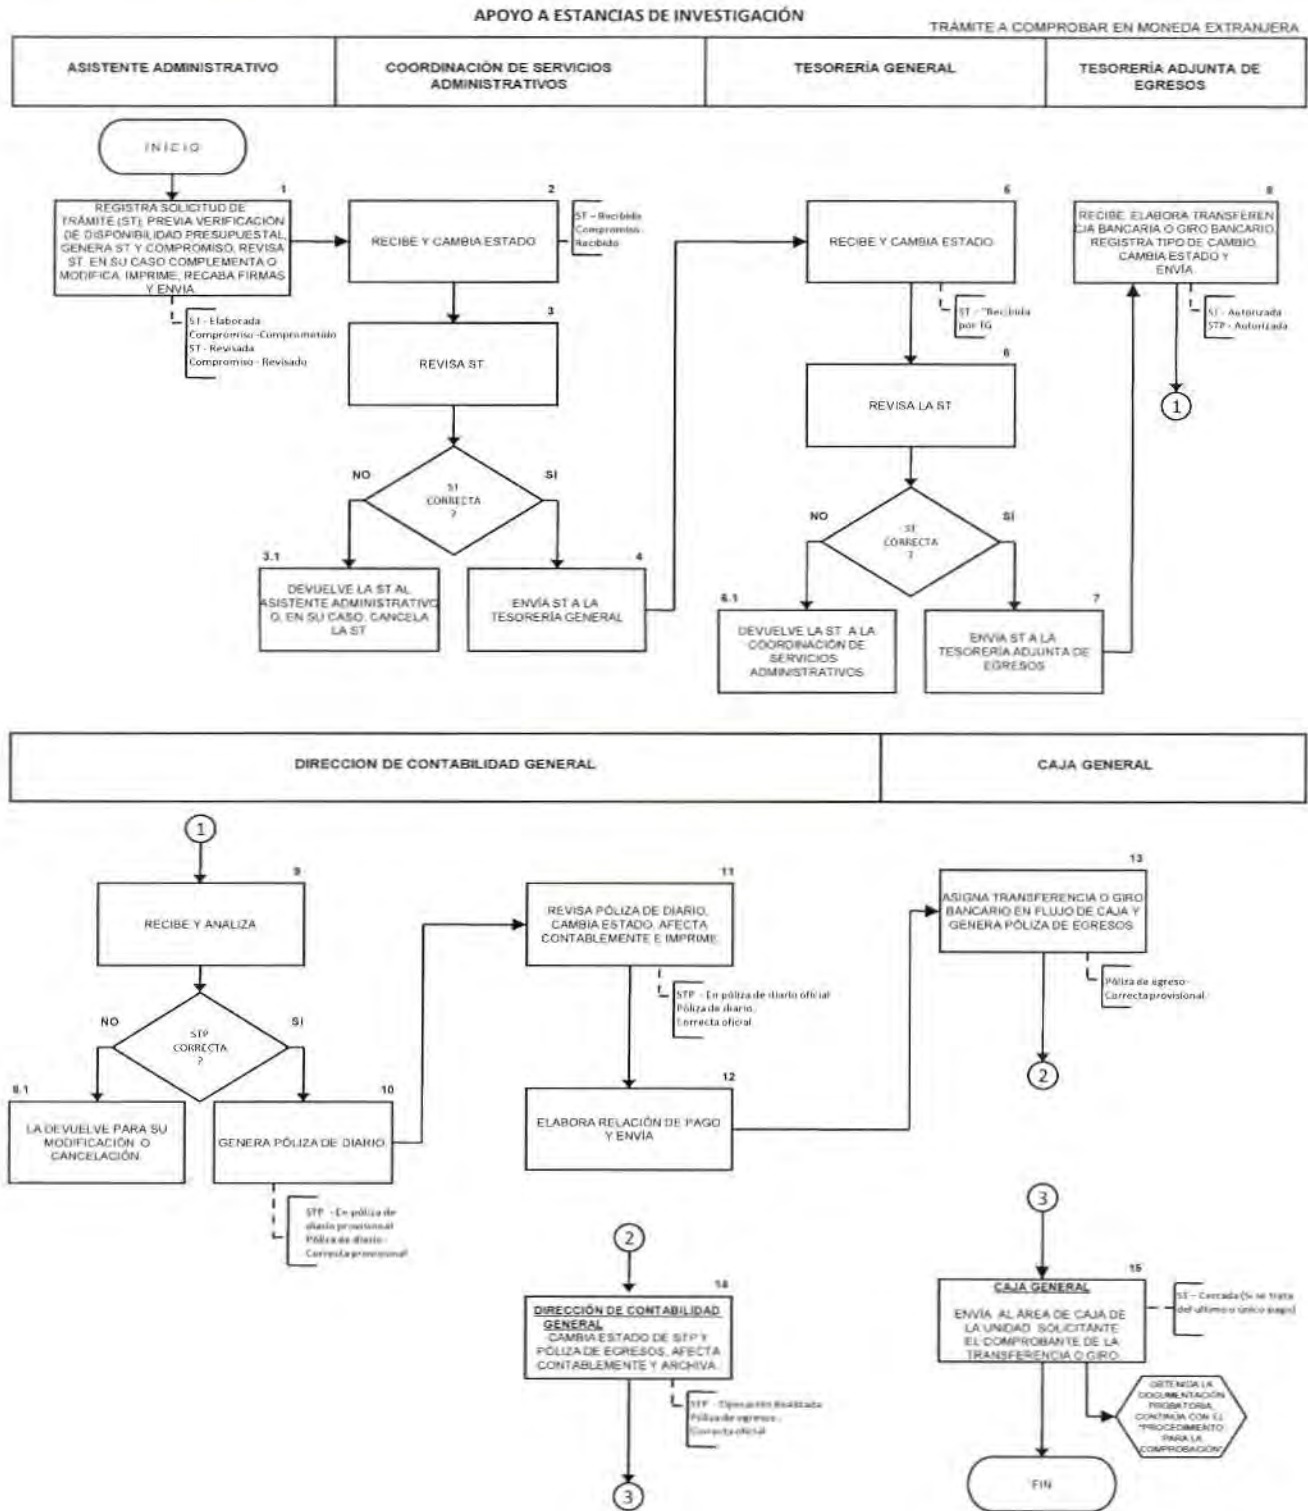 APOYO A ESTANCIAS DE INVESTIGACIÓN
TRÁMITE A COMPROBAR EN MONEDA EXTRANJERA
ASISTENTE ADMINISTRATIVO
COORDINACIÓN DE SERVICIOS
ADMINISTRATIVOS
TESORERÍA GENERAL
TESORERÍA ADJUNTA DE
EGRESOS
INICIO
1
REGISTRA SOLICITUD DE
TRÁMITE (ST), PREVIA VERIFICACIÓN
DE DISPONIBILIDAD PRESUPUESTAL,
GENERA ST Y COMPROMISO, REVISA
ST. EN SU CASO COMPLEMENTA O
MODIFICA, IMPRIME, RECABA FIRMAS
Y ENVIA
ST - Elaborada
Compromiso - Comprometido
ST - Revisada
Compromiso - Revisado
2
RECIBE Y CAMBIA ESTADO
ST - Recibida
Compromiso -
Recibido
3
REVISA ST
ST
CORRECTA
?
NO
SI
3.1
DEVUELVE LA ST AL
ASISTENTE ADMINISTRATIVO
O, EN SU CASO, CANCELA
LA ST
4
ENVÍA ST A LA
TESORERÍA GENERAL
5
RECIBE Y CAMBIA ESTADO
ST - "Recibida
por TG
6
REVISA LA ST
ST
CORRECTA
?
NO
SÍ
6.1
DEVUELVE LA ST A LA
COORDINACIÓN DE
SERVICIOS
ADMINISTRATIVOS
7
ENVÍA ST A LA
TESORERÍA ADJUNTA DE
EGRESOS
8
RECIBE, ELABORA TRANSFEREN
CIA BANCARIA O GIRO BANCARIO,
REGISTRA TIPO DE CAMBIO,
CAMBIA ESTADO Y
ENVÍA
ST - Autorizada
STP - Autorizada
1
DIRECCION DE CONTABILIDAD GENERAL
CAJA GENERAL
1
9
RECIBE Y ANALIZA
STP
CORRECTA
?
NO
SI
9.1
LA DEVUELVE PARA SU
MODIFICACIÓN O
CANCELACIÓN
10
GENERA PÓLIZA DE DIARIO
STP - En póliza de
diario provisional
Póliza de diario -
Correcta provisional
11
REVISA PÓLIZA DE DIARIO,
CAMBIA ESTADO, AFECTA
CONTABLEMENTE E IMPRIME
STP - En póliza de diario oficial
Póliza de diario.
Correcta oficial
12
ELABORA RELACIÓN DE PAGO
Y ENVÍA
13
ASIGNA TRANSFERENCIA O GIRO
BANCARIO EN FLUJO DE CAJA Y
GENERA PÓLIZA DE EGRESOS
Póliza de egreso -
Correcta provisional
2
2
14
DIRECCIÓN DE CONTABILIDAD
GENERAL
CAMBIA ESTADO DE STP Y
PÓLIZA DE EGRESOS, AFECTA
CONTABLEMENTE Y ARCHIVA
STP - Operación Realizada
Póliza de egresos.
Correcta oficial
3
3
15
CAJA GENERAL
ENVÍA AL ÁREA DE CAJA DE
LA UNIDAD SOLICITANTE
EL COMPROBANTE DE LA
TRANSFERENCIA O GIRO
ST - Cerrada (Si se trata
del ultimo o único pago)
OBTENIDA LA
DOCUMENTACIÓN
PROBATORIA,
CONTINÚA CON EL
"PROCEDIMIENTO
PARA LA
COMPROBACIÓN"
FIN